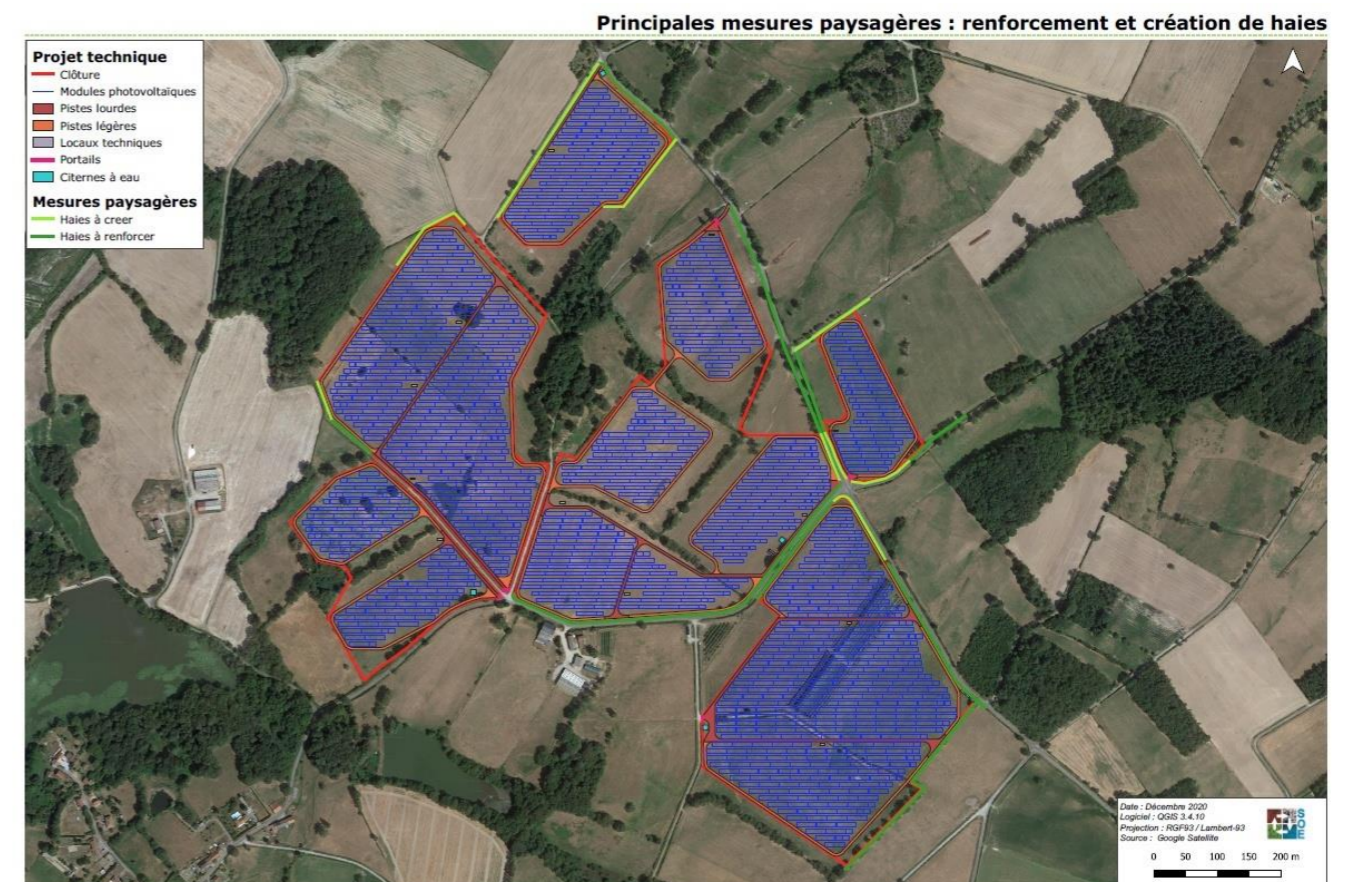 Principales mesures paysagères : renforcement et création de haies
Projet technique
Clôture
Modules photovoltaïques
Pistes lourdes
Pistes légères
Locaux techniques
Portails
Citernes à eau
Mesures paysagères
Haies à creer
Haies à renforcer
Date : Décembre 2020
Logiciel : QGIS 3.4.10
Projection : RGF93 / Lambert-93
Source : Google Satellite
SOE
0 50 100 150 200 m